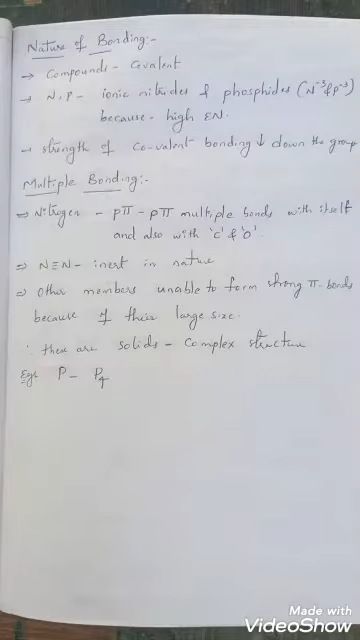 Nature of Bonding:-
→ Compounds - Covalent
→ N, P - ionic nitrides & phosphides (N⁻³ & P⁻³)
because - high EN.
→ strength of Co-valent bonding ↓ down the group
Multiple Bonding:-
⇒ Nitrogen - pπ - pπ multiple bonds with itself
and also with 'C' & 'O'.
⇒ N≡N - inert in nature
⇒ Other members unable to form strong π-bonds
because of their large size.
∴ they are solids - Complex structure
Eg: P - P₄
Made with
VideoShow